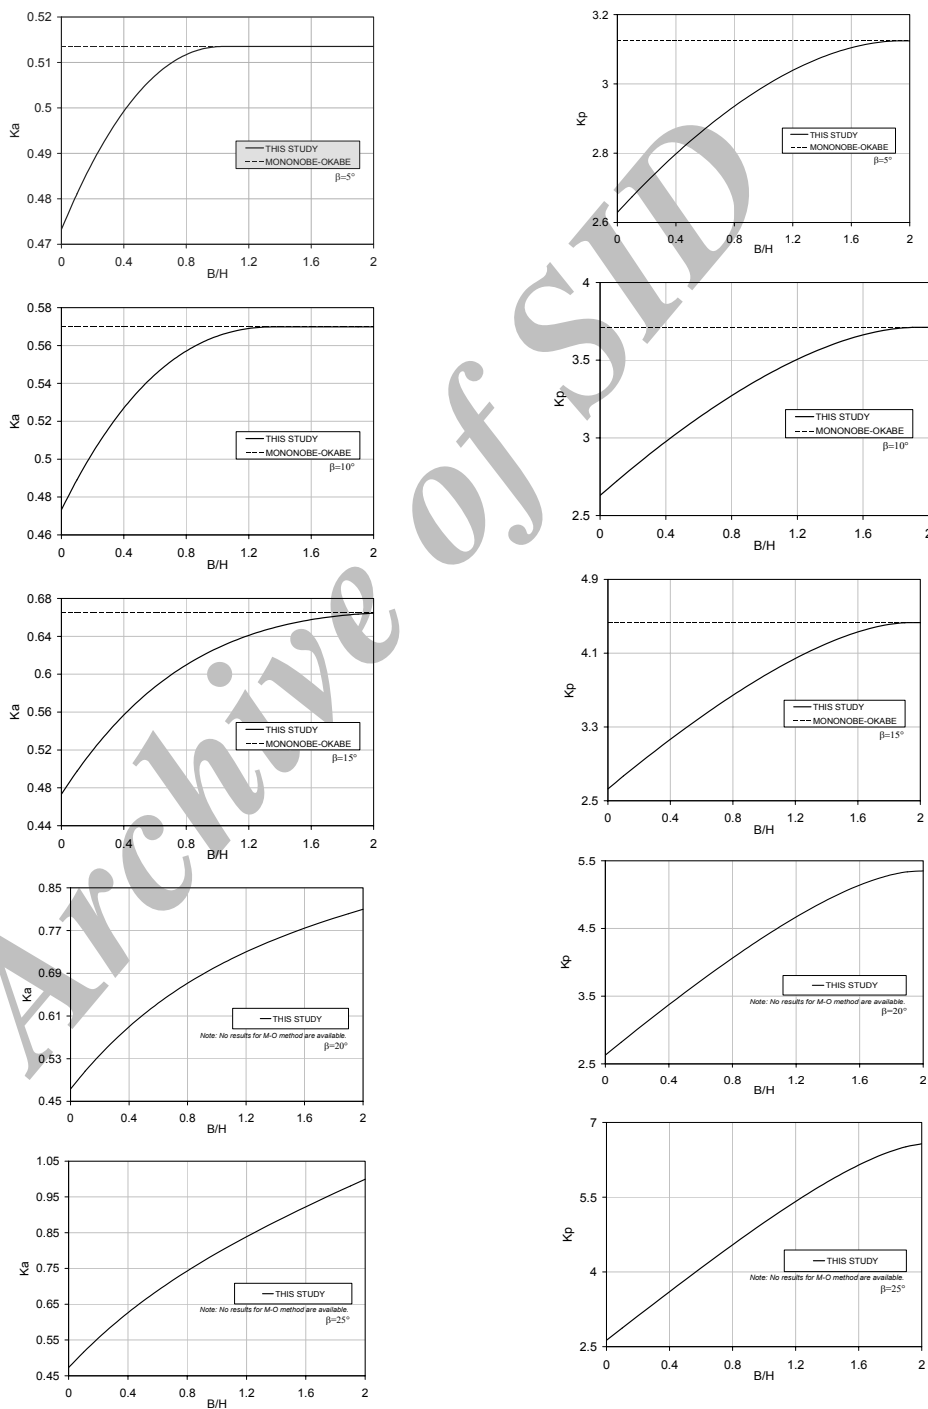 0.52
0.51
0.5
0.49
0.48
0.47
Ka
THIS STUDY
MONONOBE-OKABE
β=5°
0 0.4 0.8 1.2 1.6 2
B/H
3.2
3
2.8
2.6
Kp
THIS STUDY
MONONOBE-OKABE
β=5°
0 0.4 0.8 1.2 1.6 2
B/H
0.58
0.56
0.54
0.52
0.5
0.48
0.46
Ka
THIS STUDY
MONONOBE-OKABE
β=10°
0 0.4 0.8 1.2 1.6 2
B/H
4
3.5
3
2.5
Kp
THIS STUDY
MONONOBE-OKABE
β=10°
0 0.4 0.8 1.2 1.6 2
B/H
0.68
0.64
0.6
0.56
0.52
0.48
0.44
Ka
THIS STUDY
MONONOBE-OKABE
β=15°
0 0.4 0.8 1.2 1.6 2
B/H
4.9
4.1
3.3
2.5
Kp
THIS STUDY
MONONOBE-OKABE
β=15°
0 0.4 0.8 1.2 1.6 2
B/H
0.85
0.77
0.69
0.61
0.53
0.45
Ka
THIS STUDY
Note: No results for M-O method are available.
β=20°
0 0.4 0.8 1.2 1.6 2
B/H
5.5
4.5
3.5
2.5
Kp
THIS STUDY
Note: No results for M-O method are available.
β=20°
0 0.4 0.8 1.2 1.6 2
B/H
1.05
0.95
0.85
0.75
0.65
0.55
0.45
Ka
THIS STUDY
Note: No results for M-O method are available.
β=25°
0 0.4 0.8 1.2 1.6 2
B/H
7
5.5
4
2.5
Kp
THIS STUDY
Note: No results for M-O method are available.
β=25°
0 0.4 0.8 1.2 1.6 2
B/H
Archive of SID